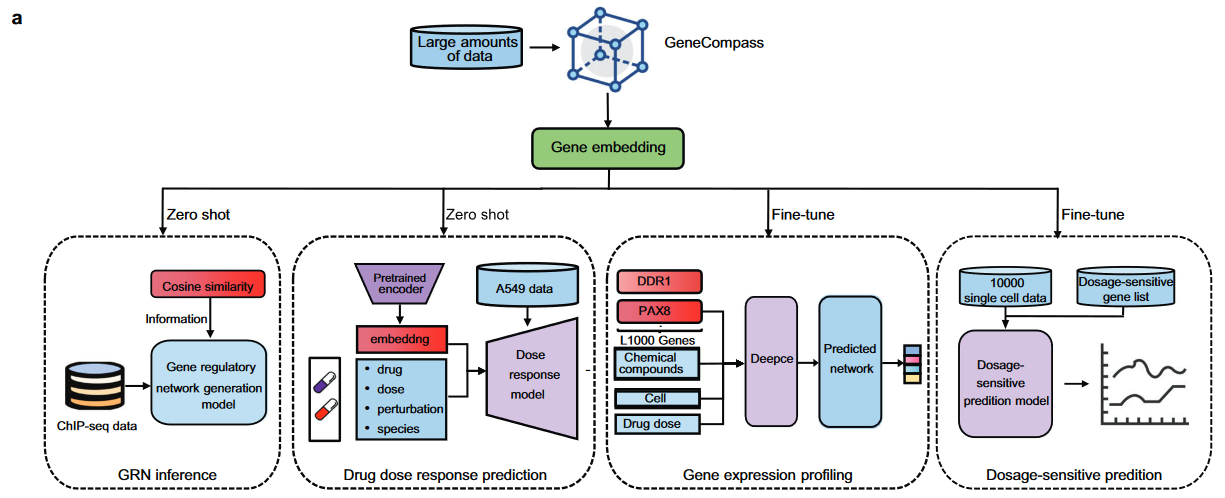 a
Large amounts
of data
GeneCompass
Gene embedding
Zero shot
Zero shot
Fine-tune
Fine-tune
Cosine similarity
Information
Gene regulatory
network generation
model
ChIP-seq data
GRN inference
Pretrained
encoder
A549 data
embeddng
• drug
• dose
• perturbation
• species
Dose
response
model
Drug dose response prediction
DDR1
PAX8
L1000 Genes
Chemical
compounds
Cell
Drug dose
Deepce
Predicted
network
Gene expression profiling
10000
single cell data
Dosage-sensitive
gene list
Dosage-
sensitive
predition model
Dosage-sensitive predition